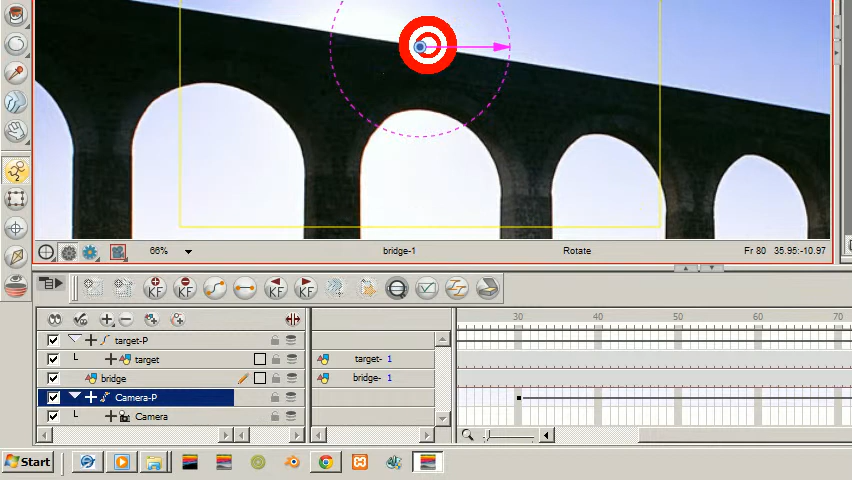 2
66%
bridge-1
Rotate
Fr 80
35.95:-10.97
KF KF KF KF
30 40 50 60 70
target-P
target
target- 1
bridge
bridge- 1
Camera-P
Camera
Start